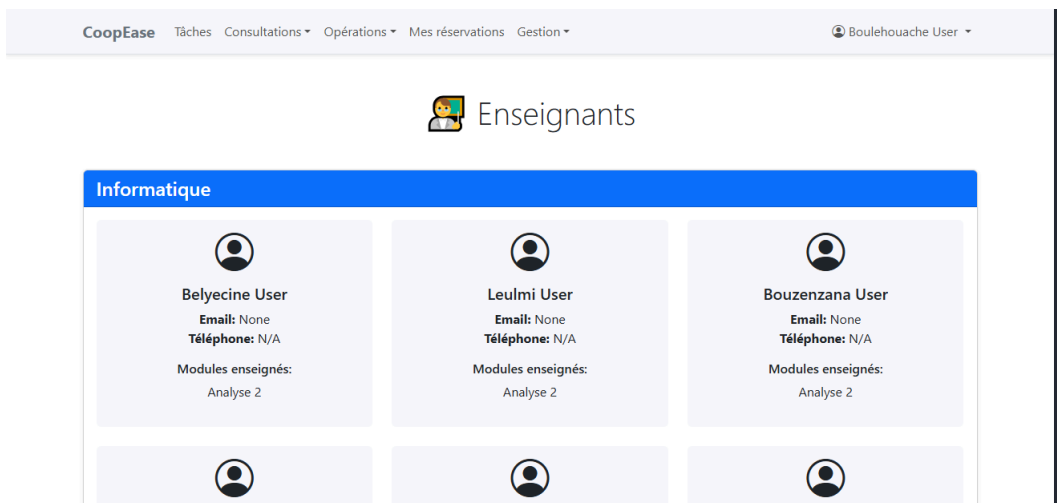 CoopEase Tâches Consultations Opérations Mes réservations Gestion Boulehouache User
Enseignants
Informatique
Belyecine User
Email: None
Téléphone: N/A
Modules enseignés:
Analyse 2
Leulmi User
Email: None
Téléphone: N/A
Modules enseignés:
Analyse 2
Bouzenzana User
Email: None
Téléphone: N/A
Modules enseignés:
Analyse 2